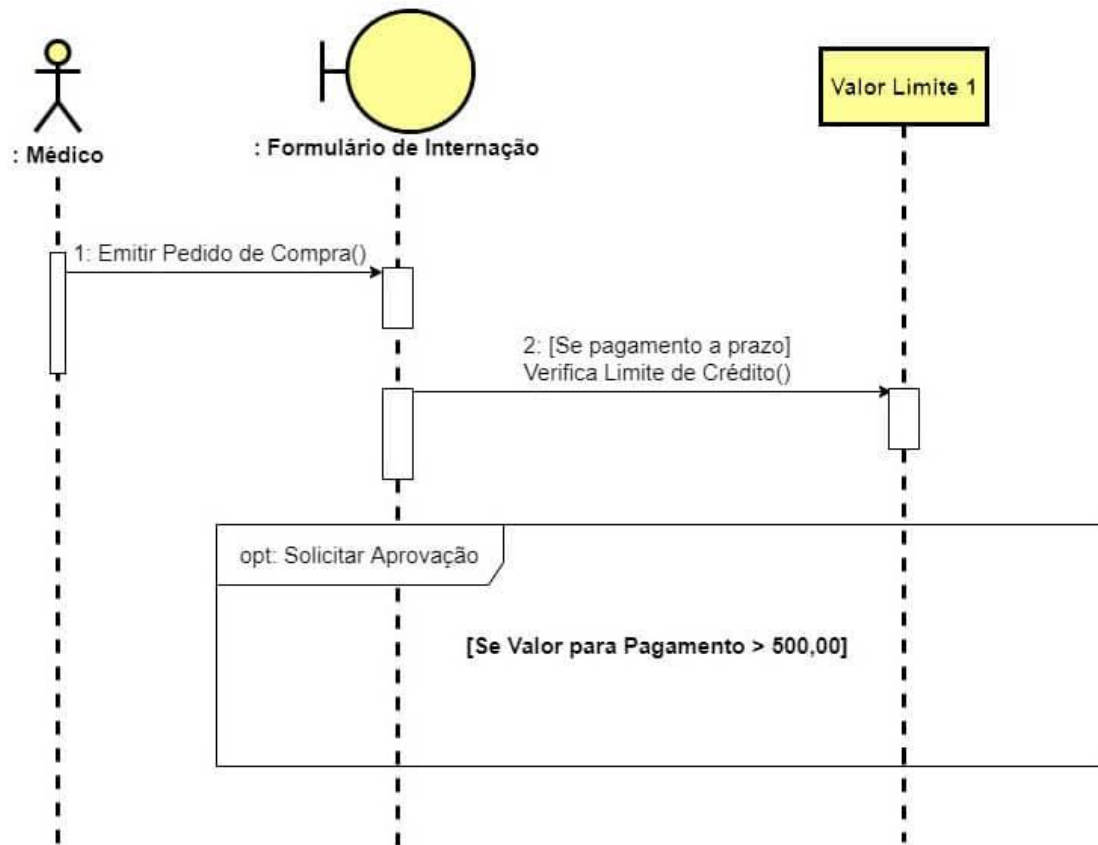 Valor Limite 1
: Médico
: Formulário de Internação
1: Emitir Pedido de Compra()
2: [Se pagamento a prazo]
Verifica Limite de Crédito()
opt: Solicitar Aprovação
[Se Valor para Pagamento > 500,00]